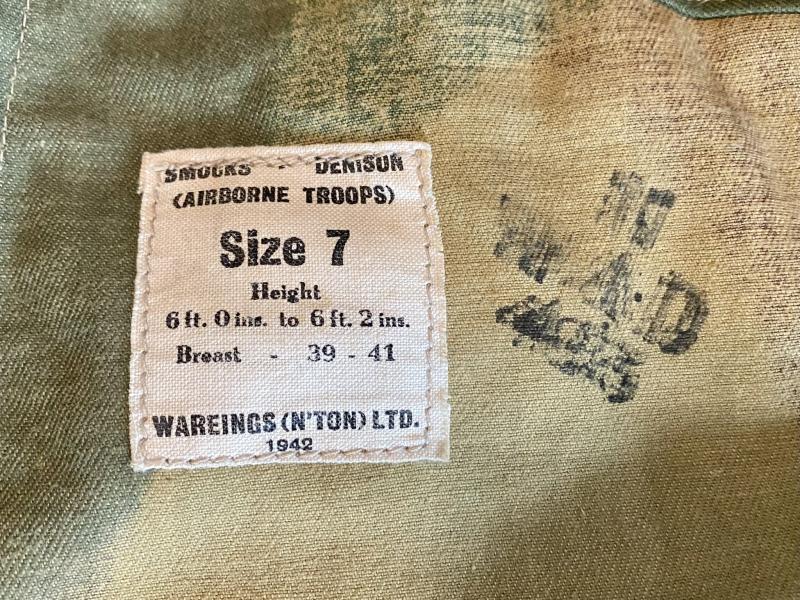 SMOCKS - DENISON
(AIRBORNE TROOPS)
Size 7
Height
6 ft. 0 ins. to 6 ft. 2 ins.
Breast - 39 - 41
WAREINGS (N'TON) LTD.
1942